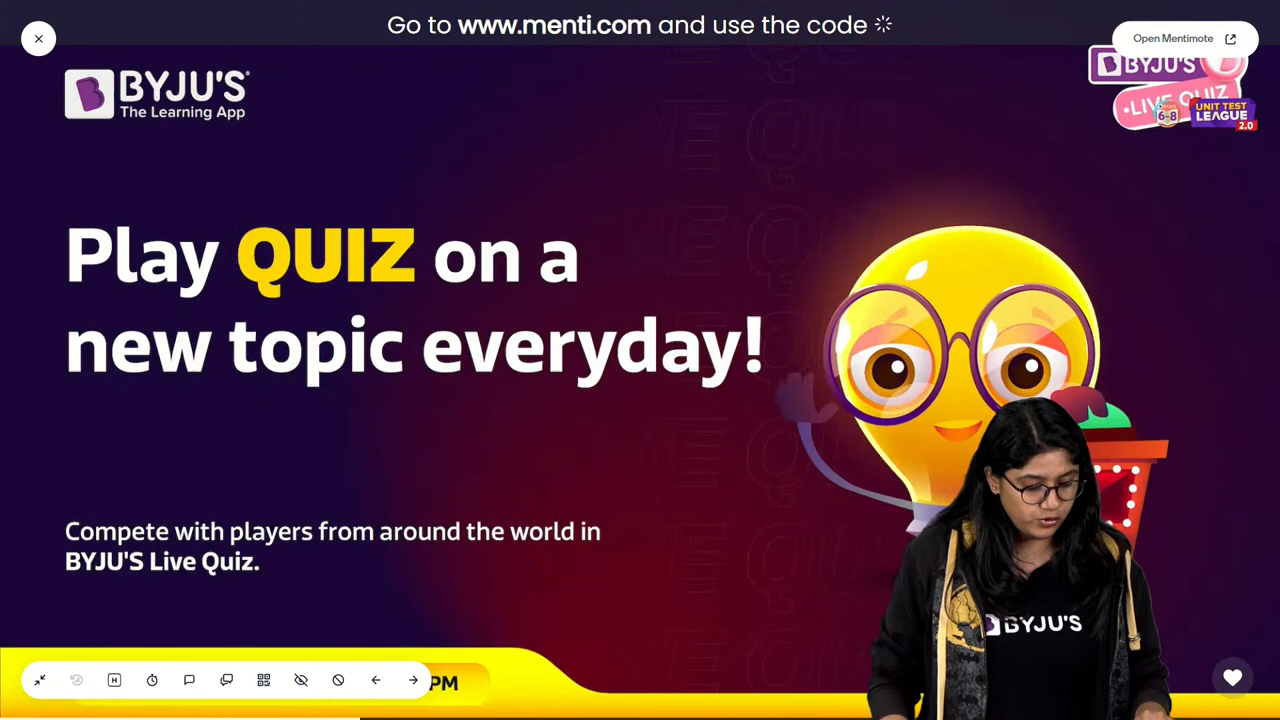 Go to www.menti.com and use the code
Open Mentimote
BYJU'S
The Learning App
BYJU'S
LIVE QUIZ
6-8
UNIT TEST
LEAGUE
2.0
Play QUIZ on a
new topic everyday!
Compete with players from around the world in
BYJU'S Live Quiz.
BYJU'S
H
PM